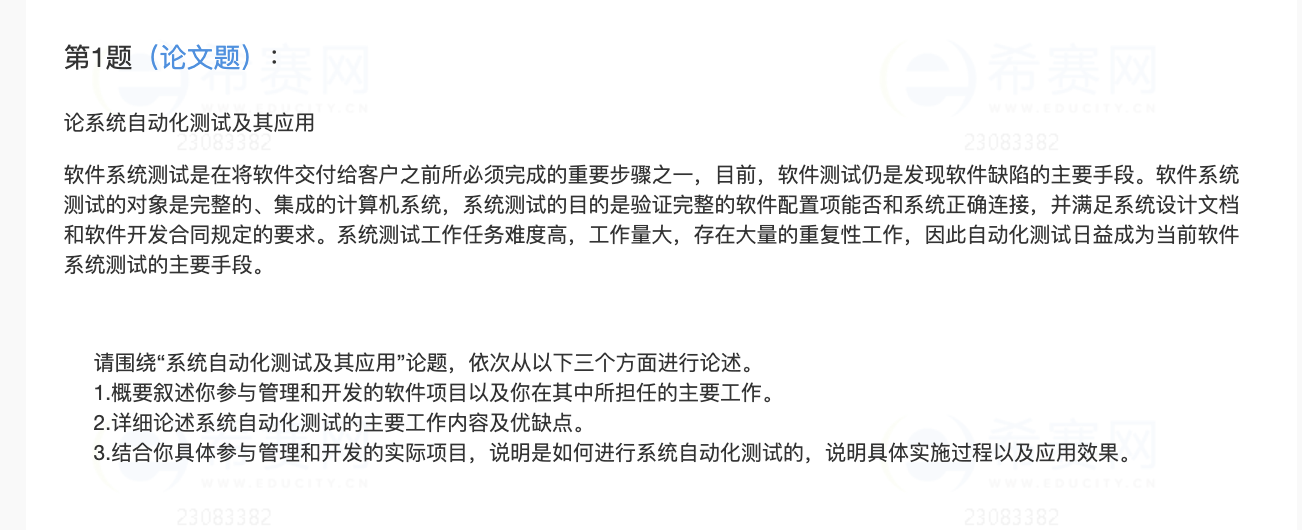 第1题（论文题）：
希赛网
WWW.EDUCITY.CN
希赛网
WWW.EDUCITY.CN
论系统自动化测试及其应用
23083382
23083382
软件系统测试是在将软件交付给客户之前所必须完成的重要步骤之一，目前，软件测试仍是发现软件缺陷的主要手段。软件系统
测试的对象是完整的、集成的计算机系统，系统测试的目的是验证完整的软件配置项能否和系统正确连接，并满足系统设计文档
和软件开发合同规定的要求。系统测试工作任务难度高，工作量大，存在大量的重复性工作，因此自动化测试日益成为当前软件
系统测试的主要手段。
请围绕“系统自动化测试及其应用”论题，依次从以下三个方面进行论述。
1.概要叙述你参与管理和开发的软件项目以及你在其中所担任的主要工作。
2.详细论述系统自动化测试的主要工作内容及优缺点。
3.结合你具体参与管理和开发的实际项目，说明是如何进行系统自动化测试的，说明具体实施过程以及应用效果。
希赛网
WWW.EDUCITY.CN
希赛网
WWW.EDUCITY.CN
23083382
23083382